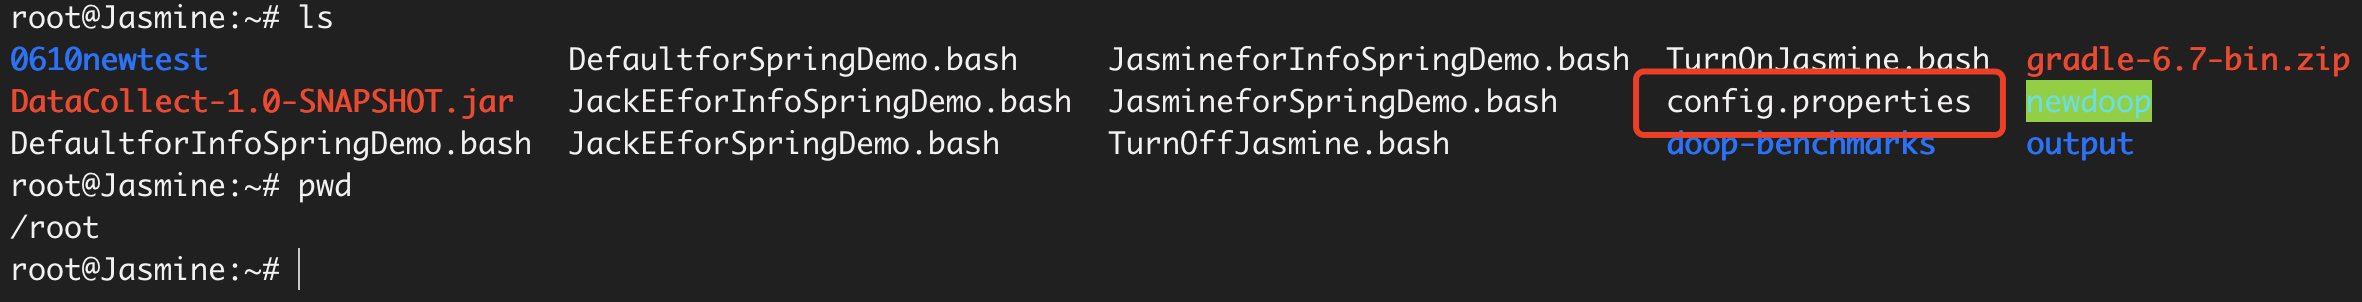 root@Jasmine:~# ls
0610newtest DefaultforSpringDemo.bash JasmineforInfoSpringDemo.bash TurnOnJasmine.bash gradle-6.7-bin.zip
DataCollect-1.0-SNAPSHOT.jar JackEEforInfoSpringDemo.bash JasmineforSpringDemo.bash config.properties newdoop
DefaultforInfoSpringDemo.bash JackEEforSpringDemo.bash TurnOffJasmine.bash doop-benchmarks output
root@Jasmine:~# pwd
/root
root@Jasmine:~#